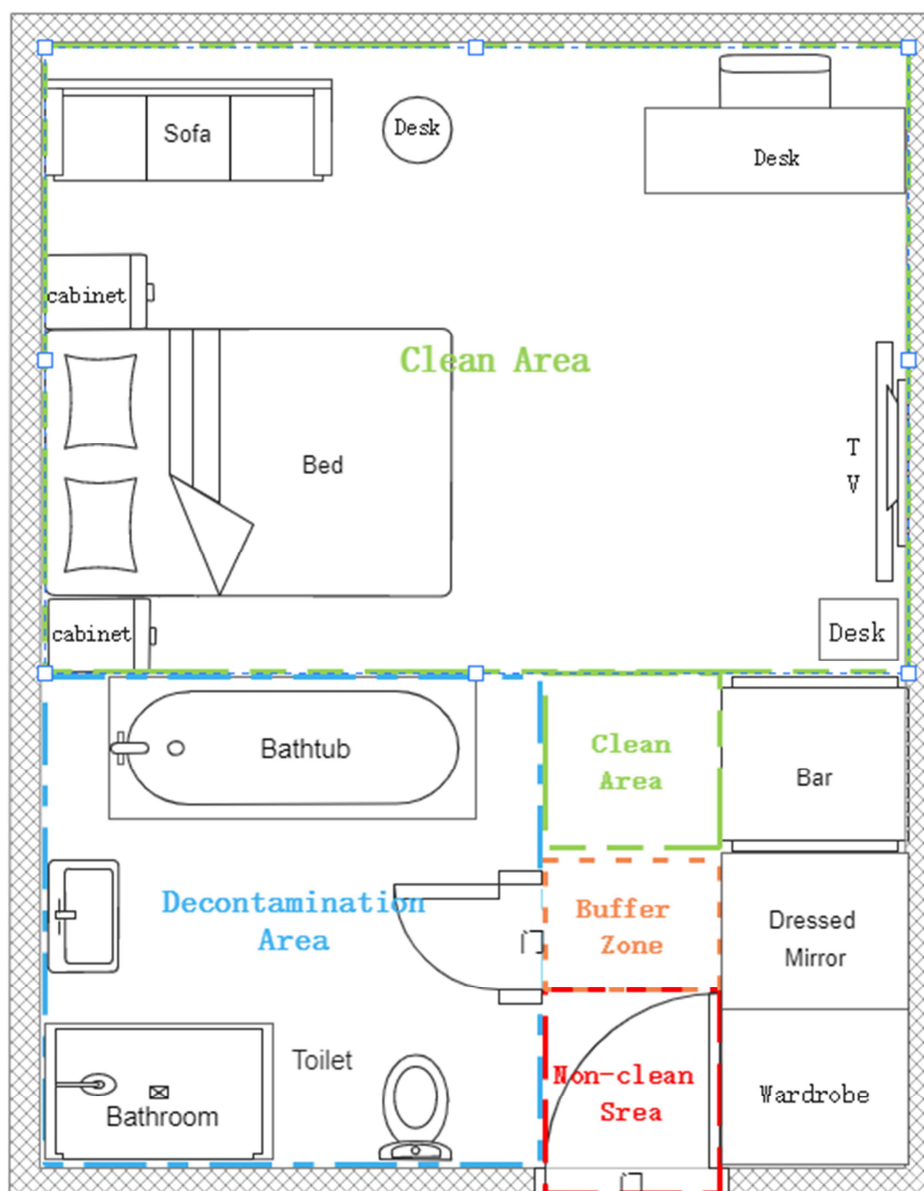 Sofa
Desk
Desk
cabinet
Clean Area
Bed
T
V
cabinet
Desk
Bathtub
Clean
Area
Bar
Decontamination
Area
Buffer
Zone
Dressed
Mirror
Toilet
Non-clean
Srea
Bathroom
Wardrobe